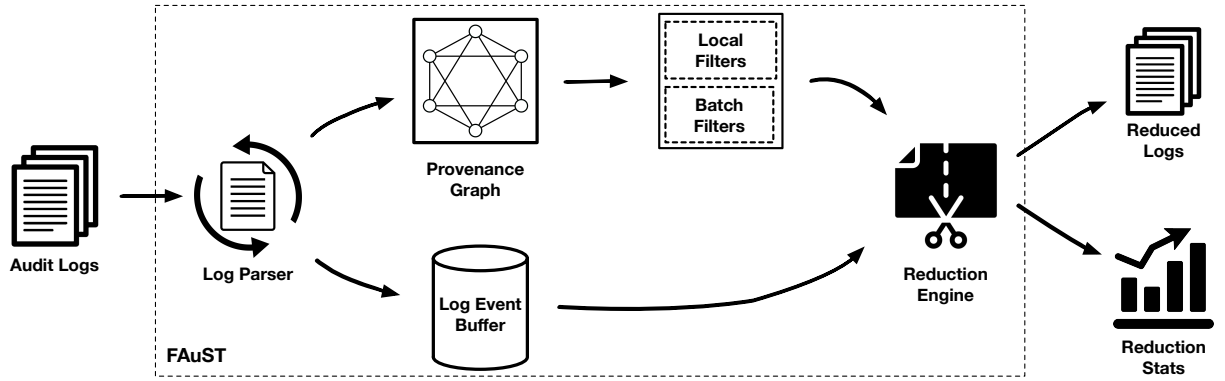 Audit Logs
Log Parser
Provenance
Graph
Local
Filters
Batch
Filters
Log Event
Buffer
Reduction
Engine
Reduced
Logs
Reduction
Stats
FAuST